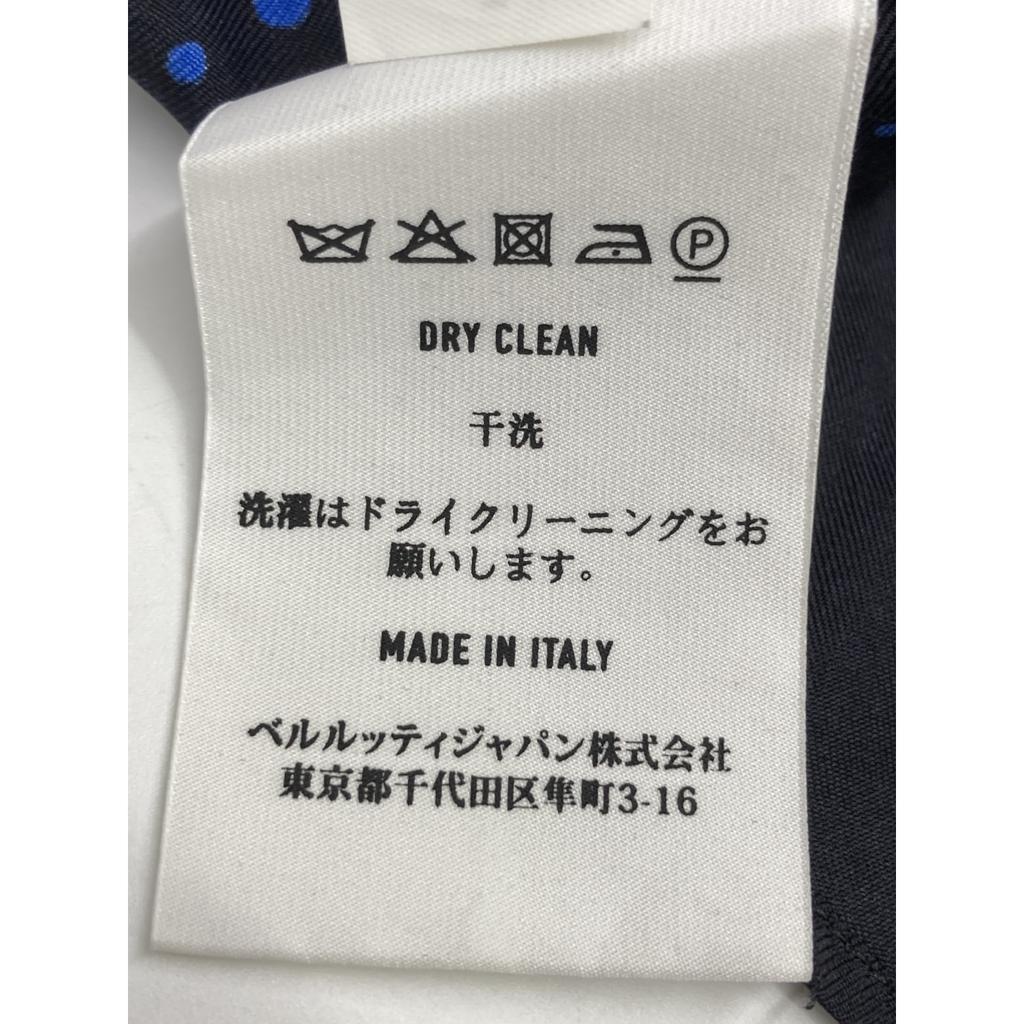 P
DRY CLEAN
干洗
洗濯はドライクリーニングをお
願いします。
MADE IN ITALY
ベルルッティジャパン株式会社
東京都千代田区隼町3-16